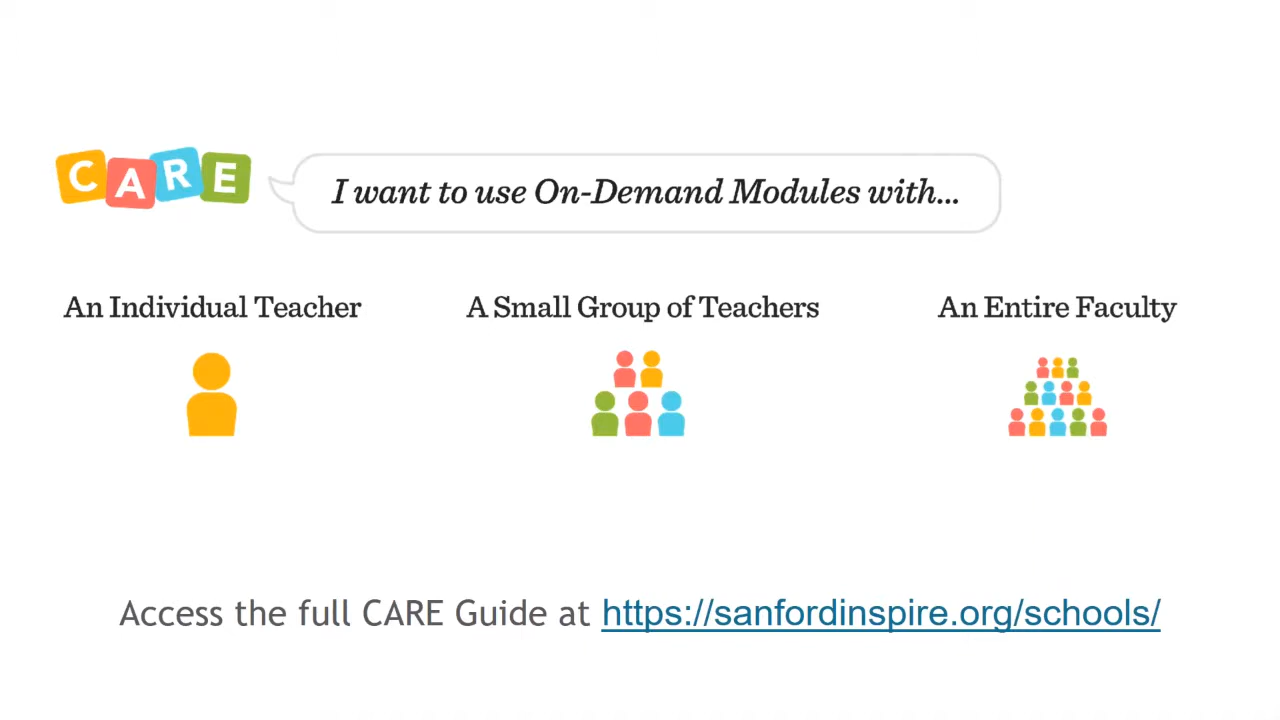 CARE
I want to use On-Demand Modules with...
An Individual Teacher
A Small Group of Teachers
An Entire Faculty
Access the full CARE Guide at https://sanfordinspire.org/schools/